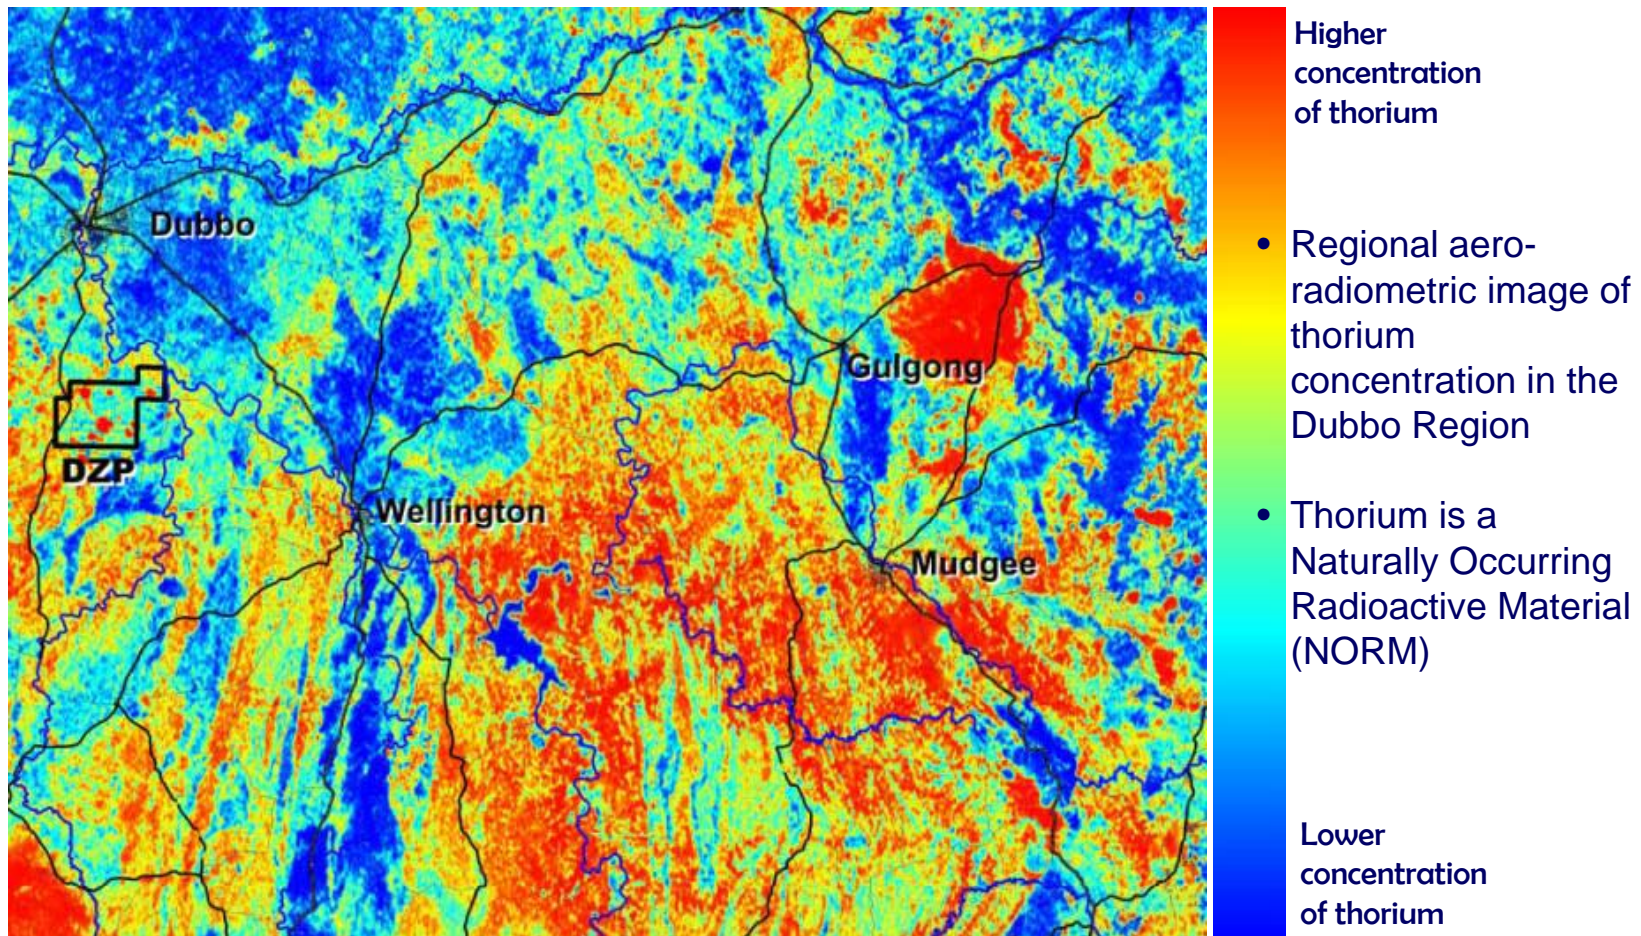 Dubbo
DZP
Wellington
Gulgong
Mudgee
Higher
concentration
of thorium
• Regional aero-
radiometric image of
thorium
concentration in the
Dubbo Region
• Thorium is a
Naturally Occurring
Radioactive Material
(NORM)
Lower
concentration
of thorium